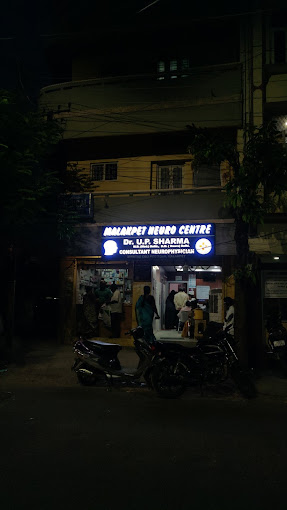 MALAKPET NEURO CENTRE
Dr. U.P. SHARMA
CONSULTANT NEUROPHYSICIAN